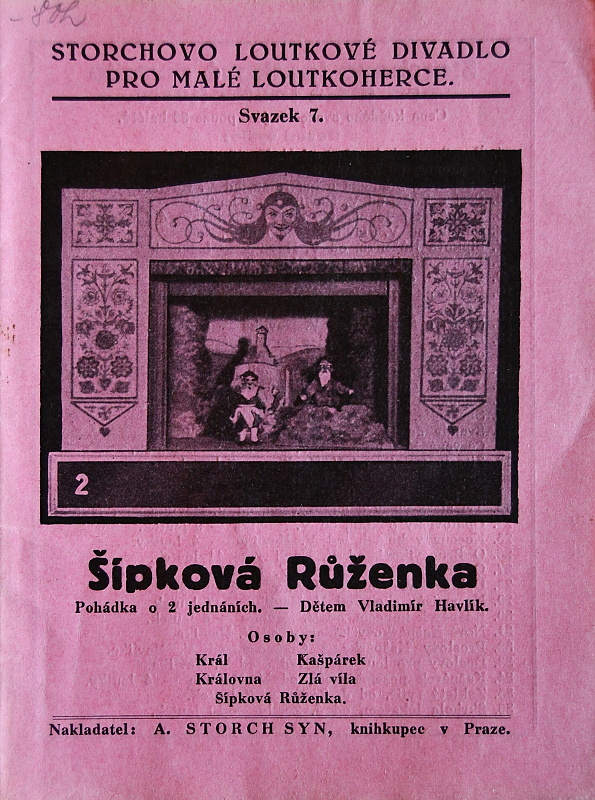 STORCHOVO LOUTKOVÉ DIVADLO
PRO MALÉ LOUTKOHERCE.
Svazek 7.
2
Šípková Růženka
Pohádka o 2 jednáních. — Dětem Vladimír Havlík.
Osoby:
Král Kašpárek
Královna Zlá víla
Šípková Růženka.
Nakladatel: A. STORCH SYN, knihkupec v Praze.